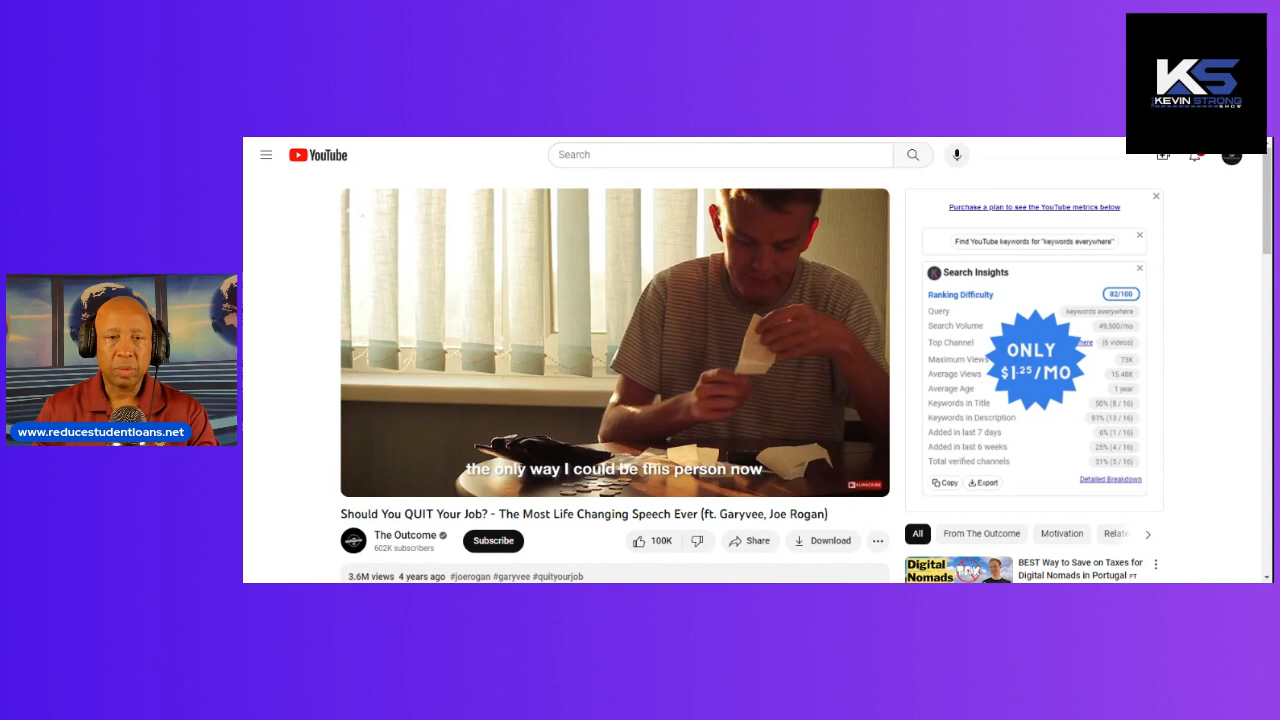 KS
KEVIN STRONG
SHOW
YouTube
Search
www.reducestudentloans.net
the only way I could be this person now
SUBSCRIBE
Should You QUIT Your Job? - The Most Life Changing Speech Ever (ft. Garyvee, Joe Rogan)
The Outcome
602K subscribers
Subscribe
100K
Share
Download
3.6M views 4 years ago #joerogan #garyvee #quityourjob
Purchase a plan to see the YouTube metrics below
Find YouTube keywords for "keywords everywhere"
Search Insights
Ranking Difficulty 82/100
Query keywords everywhere
Search Volume 49,500/mo
Top Channel here (6 videos)
Maximum Views 73K
Average Views 15.48K
Average Age 1 year
Keywords in Title 50% (8 / 16)
Keywords in Description 81% (13 / 16)
Added in last 7 days 6% (1 / 16)
Added in last 6 weeks 25% (4 / 16)
Total verified channels 31% (5 / 16)
ONLY
$1.25/MO
Copy Export Detailed Breakdown
All From The Outcome Motivation Relate
Digital
Nomads
BEST Way to Save on Taxes for
Digital Nomads in Portugal PT